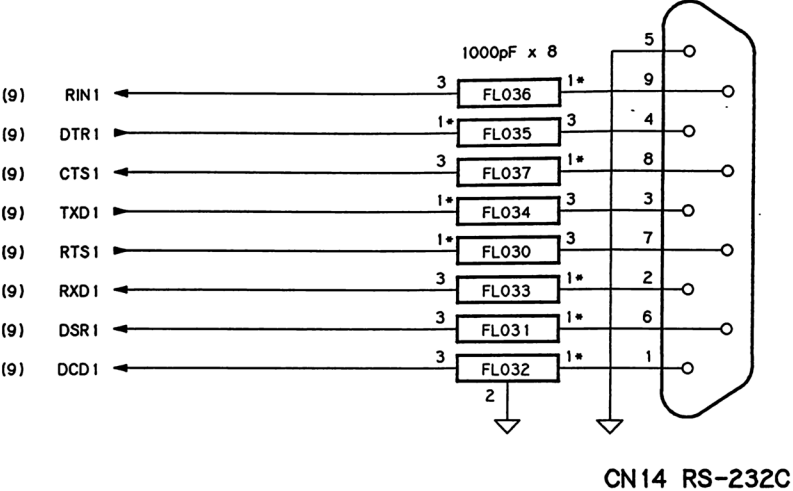 1000pF x 8
5
(9) RIN1 3 FL036 1* 9
(9) DTR1 1* FL035 3 4
(9) CTS1 3 FL037 1* 8
(9) TXD1 1* FL034 3 3
(9) RTS1 1* FL030 3 7
(9) RXD1 3 FL033 1* 2
(9) DSR1 3 FL031 1* 6
(9) DCD1 3 FL032 1* 1
2
CN14 RS-232C